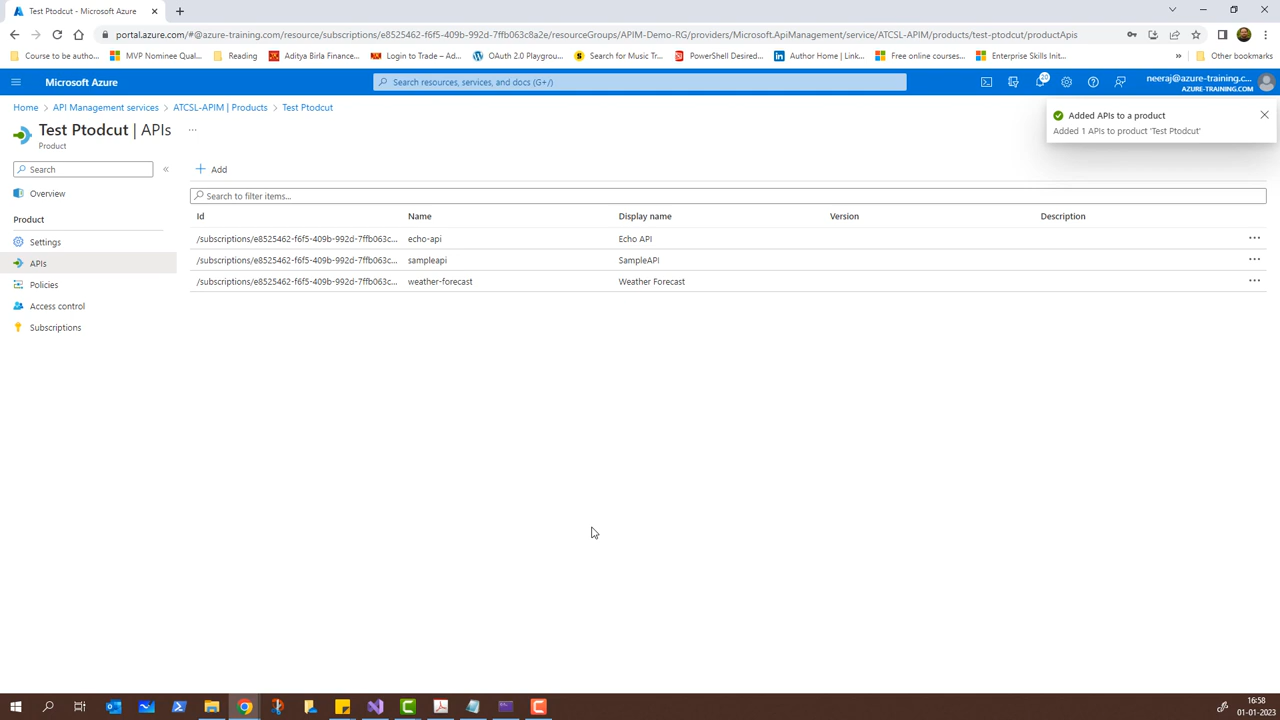 Test Ptodcut - Microsoft Azure
portal.azure.com/#@azure-training.com/resource/subscriptions/e8525462-f6f5-409b-992d-7ffb063c8a2e/resourceGroups/APIM-Demo-RG/providers/Microsoft.ApiManagement/service/ATCSL-APIM/products/test-ptodcut/productApis
Course to be autho... MVP Nominee Qual... Reading Aditya Birla Finance... Login to Trade – Ad... OAuth 2.0 Playgrou... Search for Music Tr... PowerShell Desired... Author Home | Link... Free online courses... Enterprise Skills Init... » Other bookmarks
Microsoft Azure
Search resources, services, and docs (G+/)
20
neeraj@azure-training.c...
AZURE-TRAINING.COM
Home > API Management services > ATCSL-APIM | Products > Test Ptodcut
Added APIs to a product
Added 1 APIs to product 'Test Ptodcut'
Test Ptodcut | APIs ...
Product
Search «
Add
Overview
Search to filter items...
Product
Id Name Display name Version Description
Settings
/subscriptions/e8525462-f6f5-409b-992d-7ffb063c... echo-api Echo API ...
APIs
/subscriptions/e8525462-f6f5-409b-992d-7ffb063c... sampleapi SampleAPI ...
Policies
/subscriptions/e8525462-f6f5-409b-992d-7ffb063c... weather-forecast Weather Forecast ...
Access control
Subscriptions
16:58
01-01-2023